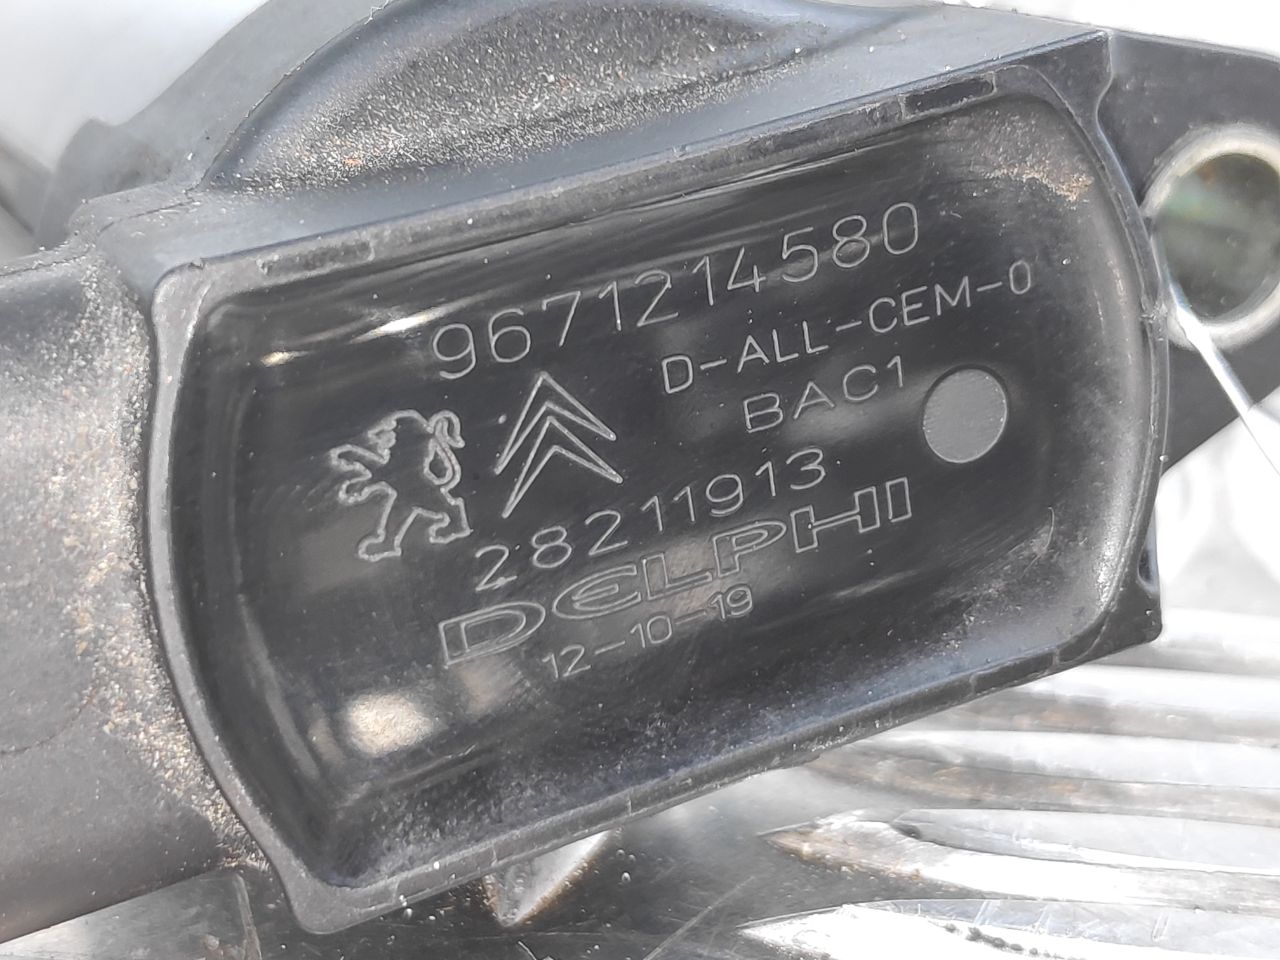 9671214580
D-ALL-CEM-0
BAC1
28211913
DELPHI
12-10-19